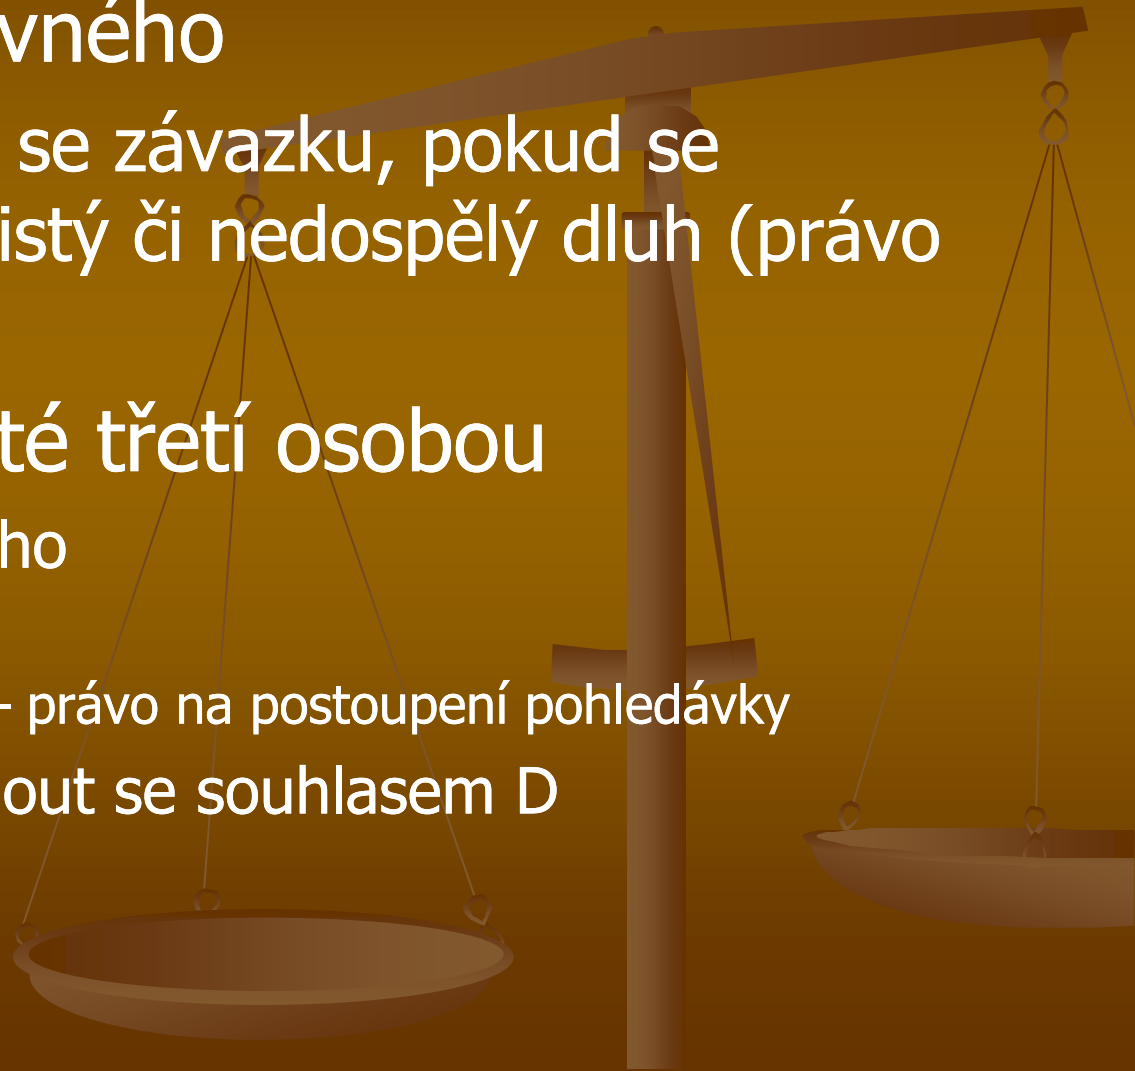 vného
se závazku, pokud se
istý či nedospělý dluh (právo
té třetí osobou
ho
– právo na postoupení pohledávky
out se souhlasem D